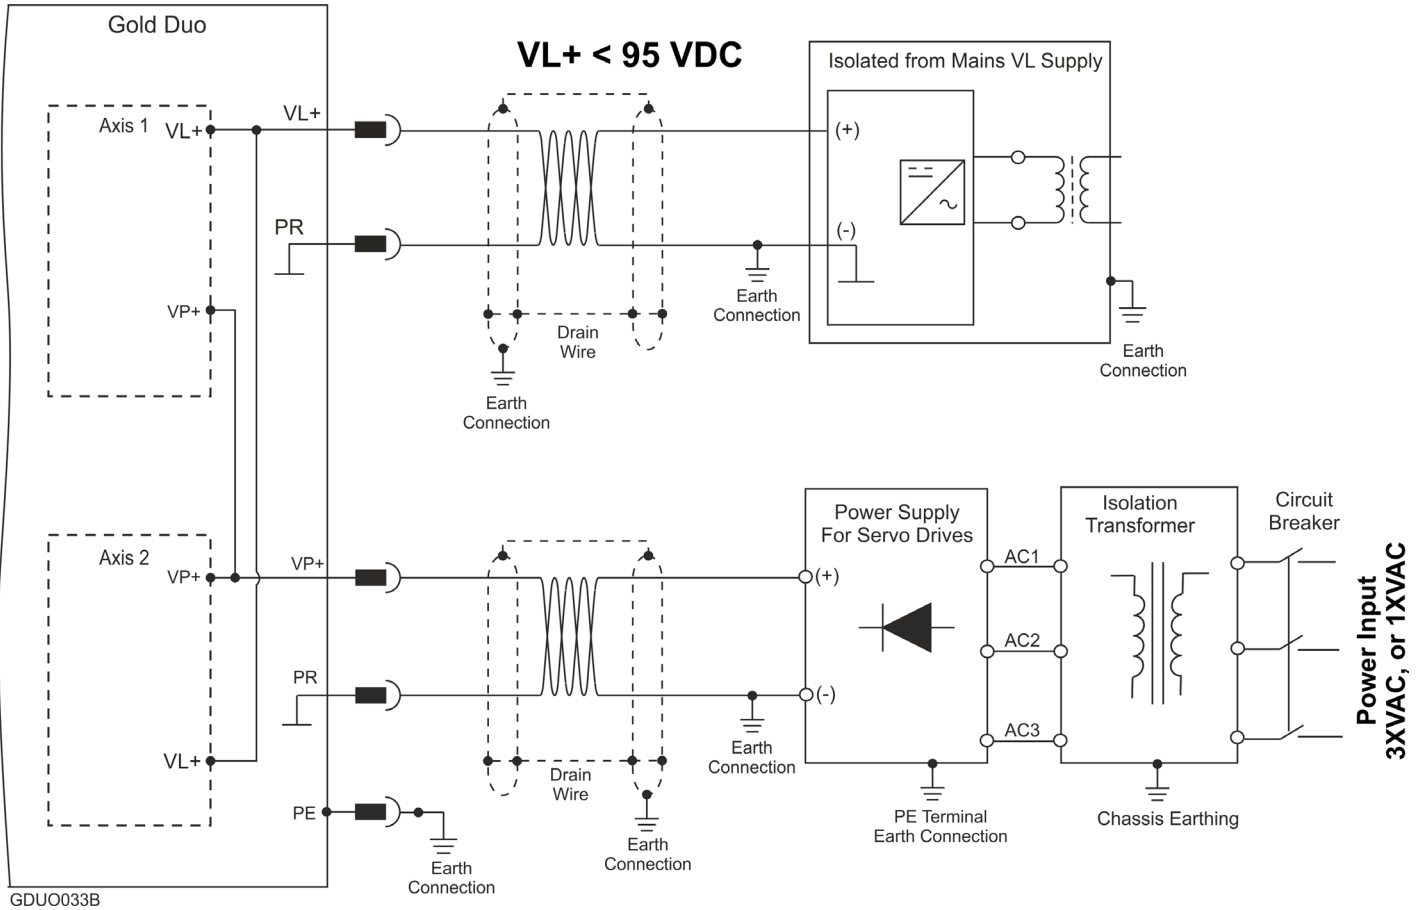 Gold Duo
VL+ < 95 VDC
Isolated from Mains VL Supply
Axis 1
VL+
VL+
(+)
PR
(-)
VP+
Earth
Connection
Drain
Wire
Earth
Connection
Earth
Connection
Axis 2
VP+
VP+
Power Supply
For Servo Drives
(+)
AC1
Isolation
Transformer
Circuit
Breaker
AC2
PR
(-)
AC3
Power Input
3XVAC, or 1XVAC
VL+
Earth
Connection
Drain
Wire
PE
Earth
Connection
Earth
Connection
PE Terminal
Earth Connection
Chassis Earthing
GDUO033B